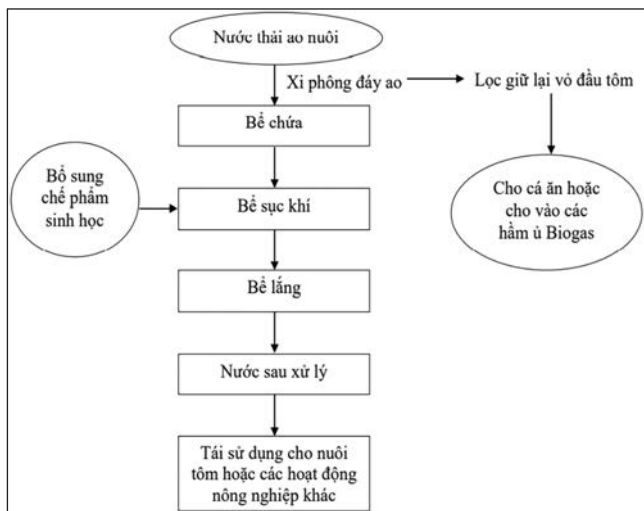 Nước thải ao nuôi
Xi phông đáy ao
Lọc giữ lại vỏ đầu tôm
Bể chứa
Bổ sung
chế phẩm
sinh học
Bể sục khí
Cho cá ăn hoặc
cho vào các
hầm ủ Biogas
Bể lắng
Nước sau xử lý
Tái sử dụng cho nuôi
tôm hoặc các hoạt động
nông nghiệp khác